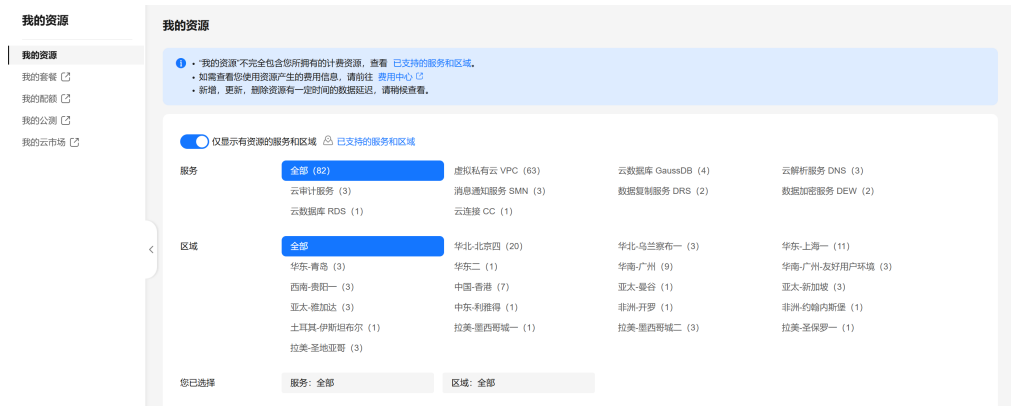 我的资源
我的资源
我的套餐
我的配额
我的公测
我的云市场
我的资源
• “我的资源”不完全包含您所拥有的计费资源，查看 已支持的服务和区域。
• 如需查看您使用资源产生的费用信息，请前往 费用中心
• 新增，更新，删除资源有一定时间的数据延迟，请稍候查看。
仅显示有资源的服务和区域 已支持的服务和区域
服务 全部（82） 虚拟私有云 VPC（63） 云数据库 GaussDB（4） 云解析服务 DNS（3）
云审计服务（3） 消息通知服务 SMN（3） 数据复制服务 DRS（2） 数据加密服务 DEW（2）
云数据库 RDS（1） 云连接 CC（1）
区域 全部 华北-北京四（20） 华北-乌兰察布一（3） 华东-上海一（11）
华东-青岛（3） 华东二（1） 华南-广州（9） 华南-广州-友好用户环境（3）
西南-贵阳一（3） 中国-香港（7） 亚太-曼谷（1） 亚太-新加坡（3）
亚太-雅加达（3） 中东-利雅得（1） 非洲-开罗（1） 非洲-约翰内斯堡（1）
土耳其-伊斯坦布尔（1） 拉美-墨西哥城一（1） 拉美-墨西哥城二（3） 拉美-圣保罗一（1）
拉美-圣地亚哥（3）
您已选择 服务：全部 区域：全部